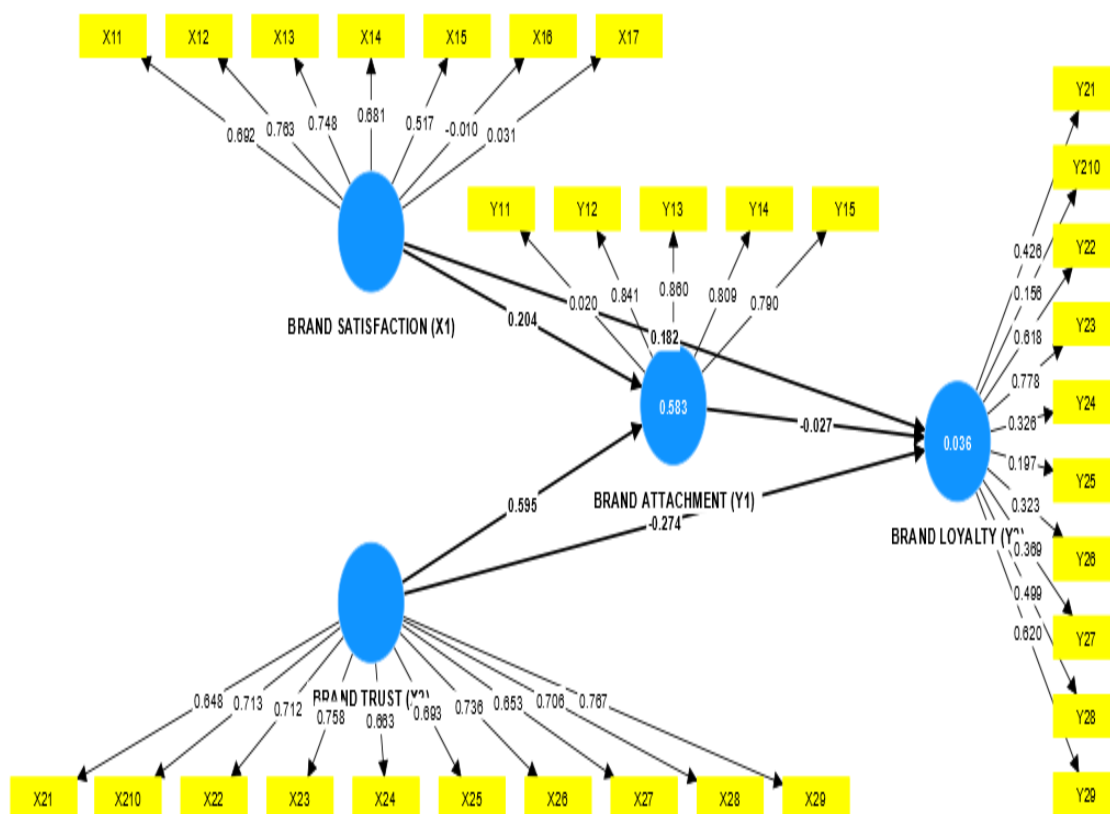 X11 X12 X13 X14 X15 X16 X17
0.692 0.763 0.748 0.681 0.517 -0.010 0.031
BRAND SATISFACTION (X1)
Y11 Y12 Y13 Y14 Y15
0.020 0.841 0.860 0.809 0.790
0.204
0.182
0.583
BRAND ATTACHMENT (Y1)
-0.027
0.595
-0.274
0.036
BRAND LOYALTY
Y21
Y210
Y22
Y23
Y24
Y25
Y26
Y27
Y28
Y29
0.426
0.156
0.618
0.778
0.326
0.197
0.323
0.369
0.499
0.620
BRAND TRUST
0.648 0.713 0.712 0.758 0.663 0.693 0.736 0.653 0.706 0.767
X21 X210 X22 X23 X24 X25 X26 X27 X28 X29